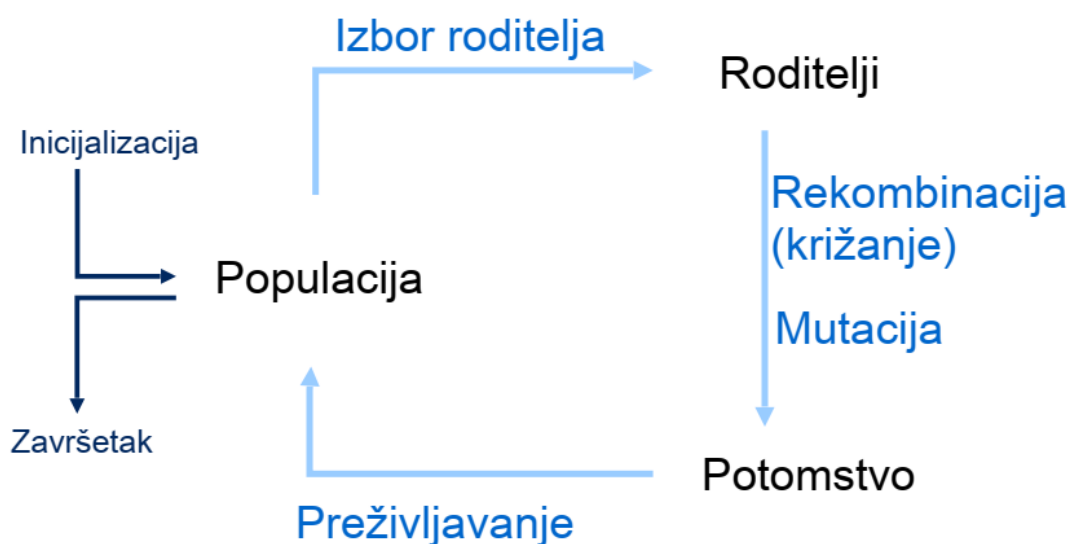 Izbor roditelja
Roditelji
Inicijalizacija
Rekombinacija
(križanje)
Populacija
Mutacija
Završetak
Potomstvo
Preživljavanje